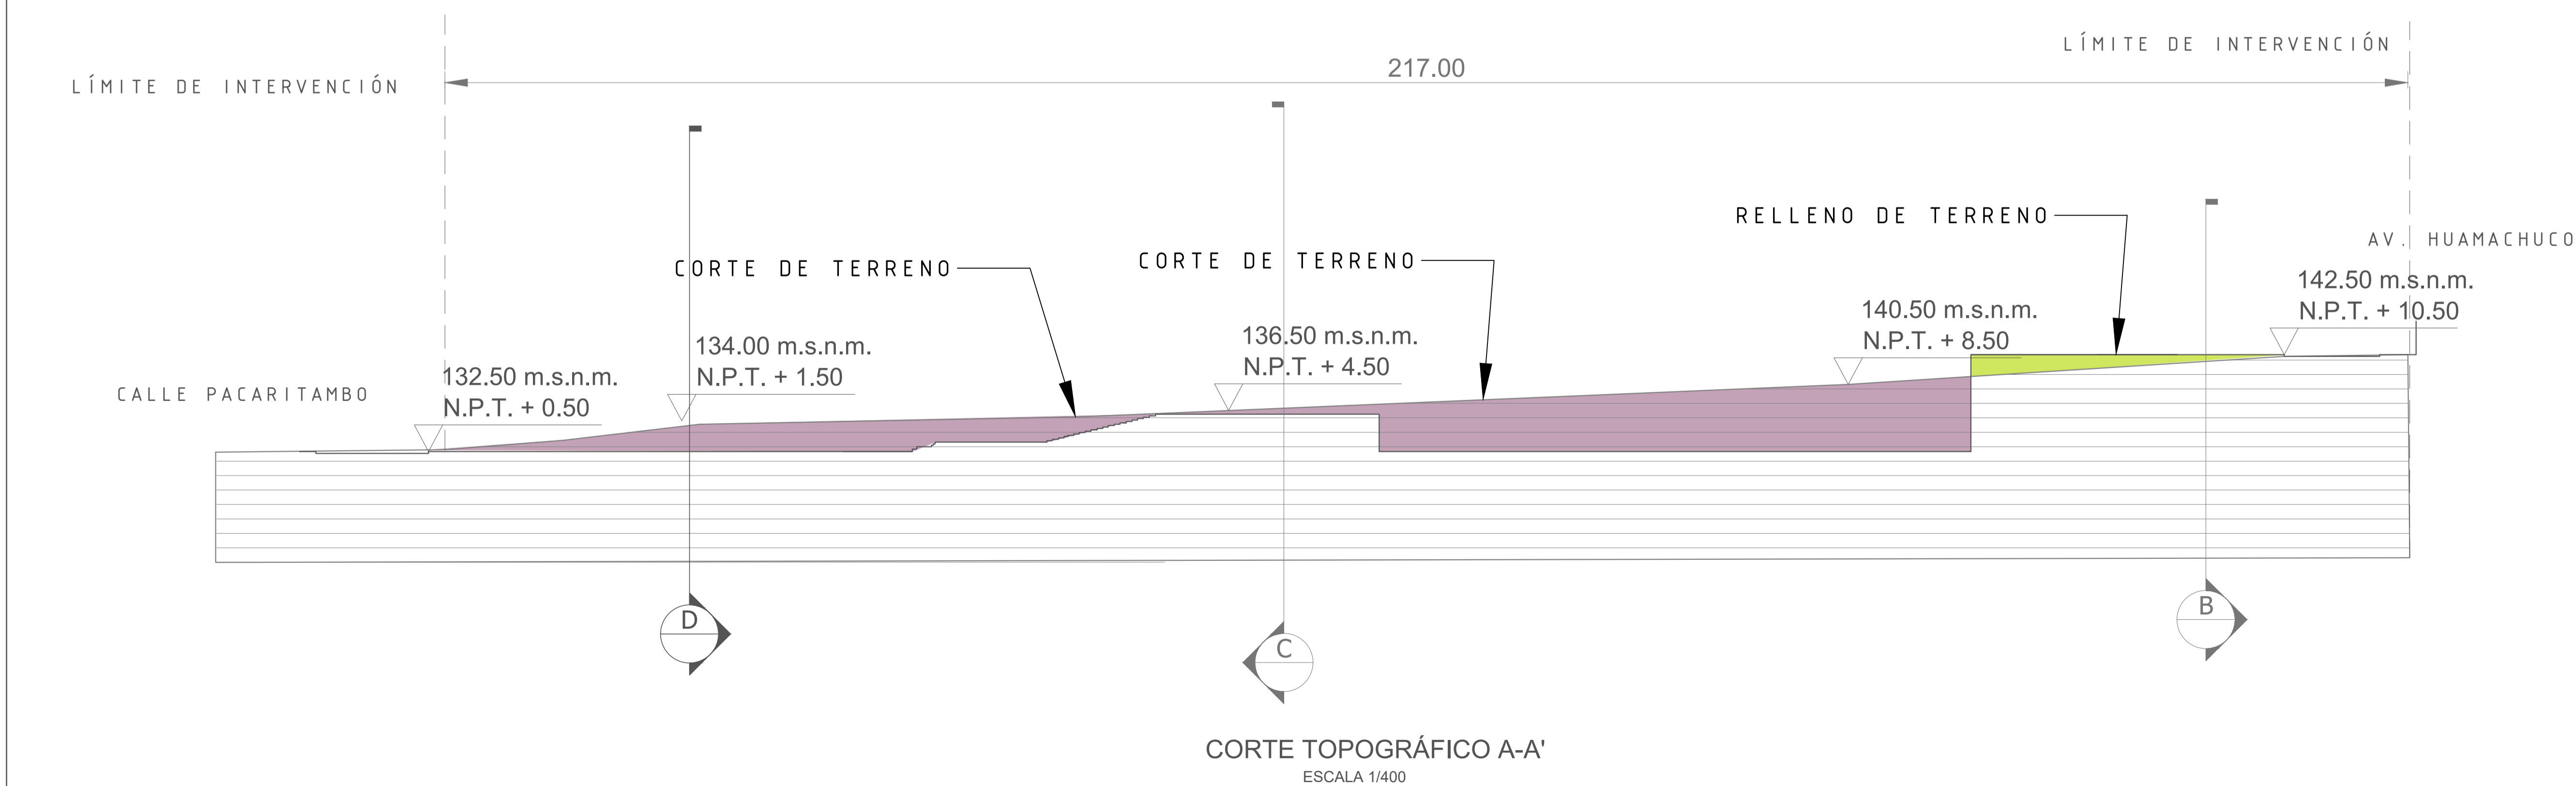 LÍMITE DE INTERVENCIÓN
217.00
LÍMITE DE INTERVENCIÓN
RELLENO DE TERRENO
AV. HUAMACHUCO
CORTE DE TERRENO
CORTE DE TERRENO
142.50 m.s.n.m.
N.P.T. + 10.50
140.50 m.s.n.m.
N.P.T. + 8.50
136.50 m.s.n.m.
N.P.T. + 4.50
134.00 m.s.n.m.
N.P.T. + 1.50
132.50 m.s.n.m.
N.P.T. + 0.50
CALLE PACARITAMBO
D
C
B
CORTE TOPOGRÁFICO A-A'
ESCALA 1/400